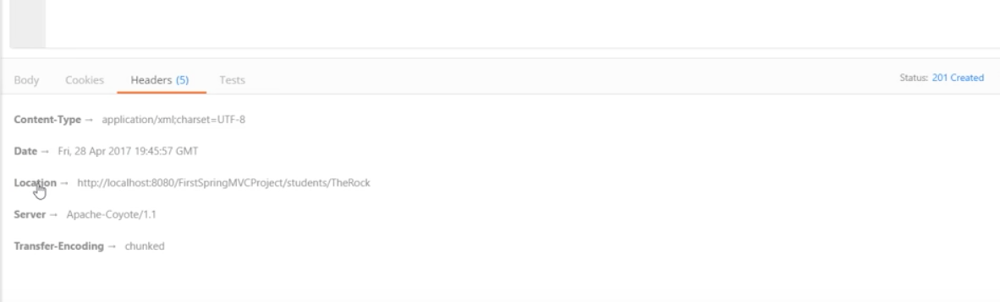 Body Cookies Headers (5) Tests Status: 201 Created
Content-Type → application/xml;charset=UTF-8
Date → Fri, 28 Apr 2017 19:45:57 GMT
Location → http://localhost:8080/FirstSpringMVCProject/students/TheRock
Server → Apache-Coyote/1.1
Transfer-Encoding → chunked